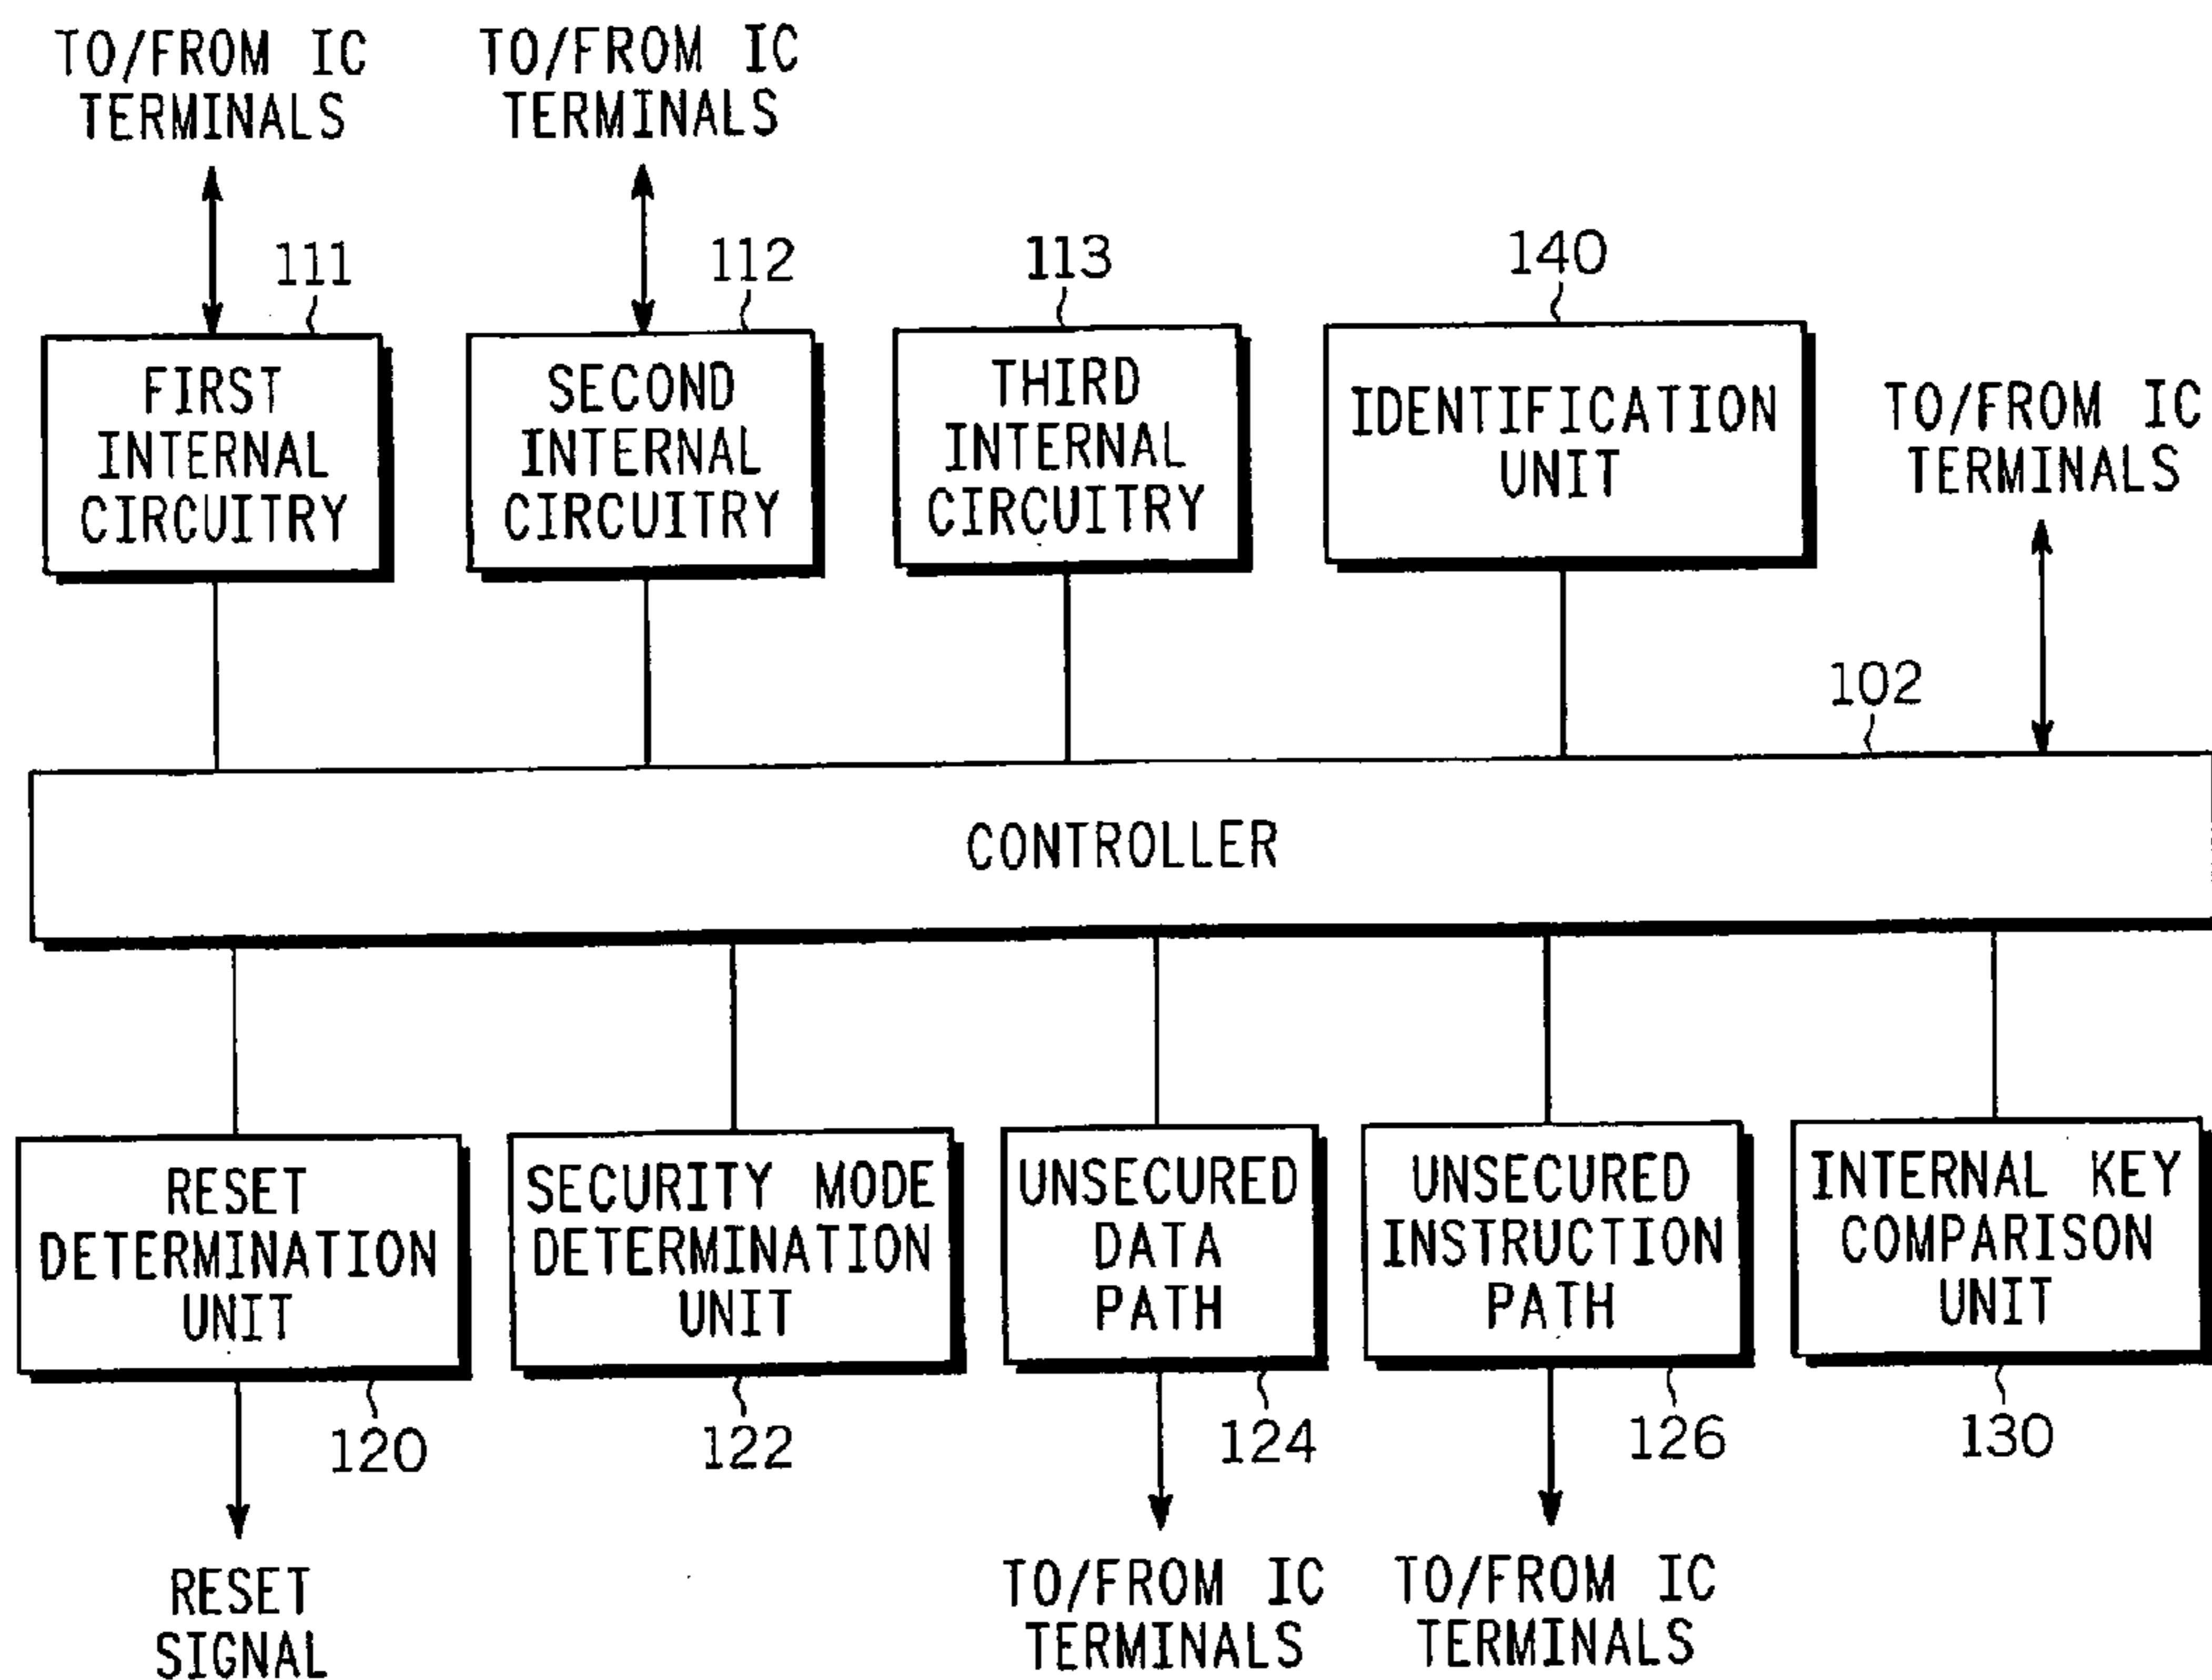 TO/FROM IC
TERMINALS
TO/FROM IC
TERMINALS
111
112
113
140
FIRST
INTERNAL
CIRCUITRY
SECOND
INTERNAL
CIRCUITRY
THIRD
INTERNAL
CIRCUITRY
IDENTIFICATION
UNIT
TO/FROM IC
TERMINALS
102
CONTROLLER
RESET
DETERMINATION
UNIT
SECURITY MODE
DETERMINATION
UNIT
UNSECURED
DATA
PATH
UNSECURED
INSTRUCTION
PATH
INTERNAL KEY
COMPARISON
UNIT
120
122
124
126
130
RESET
SIGNAL
TO/FROM IC
TERMINALS
TO/FROM IC
TERMINALS